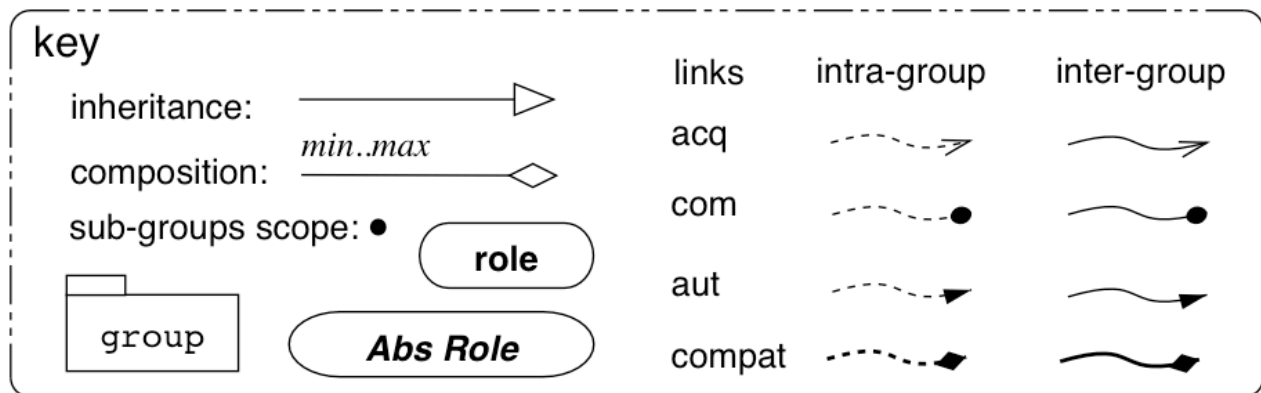 key
inheritance:
min..max
composition:
sub-groups scope:
role
group
Abs Role
links intra-group inter-group
acq
com
aut
compat